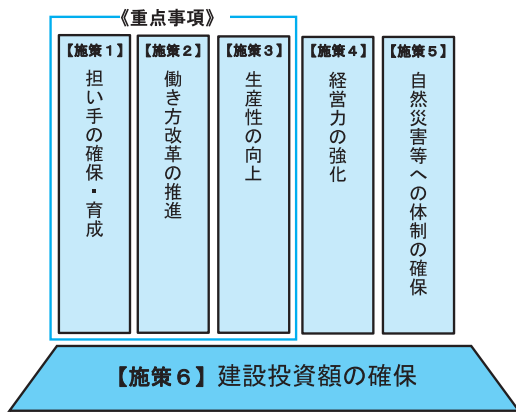 《重点事項》
【施策１】
担い手の確保・育成
【施策２】
働き方改革の推進
【施策３】
生産性の向上
【施策４】
経営力の強化
【施策５】
自然災害等への体制の確保
【施策６】建設投資額の確保